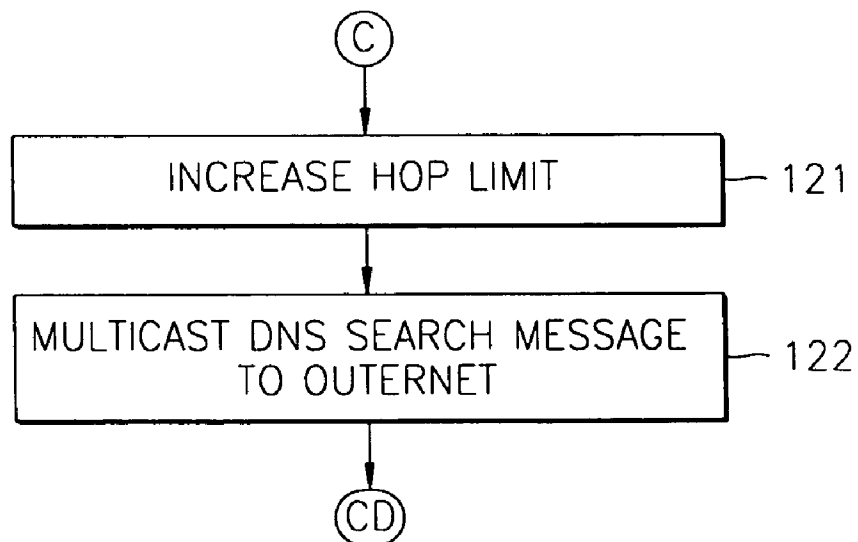 C
INCREASE HOP LIMIT
121
MULTICAST DNS SEARCH MESSAGE
TO OUTERNET
122
CD